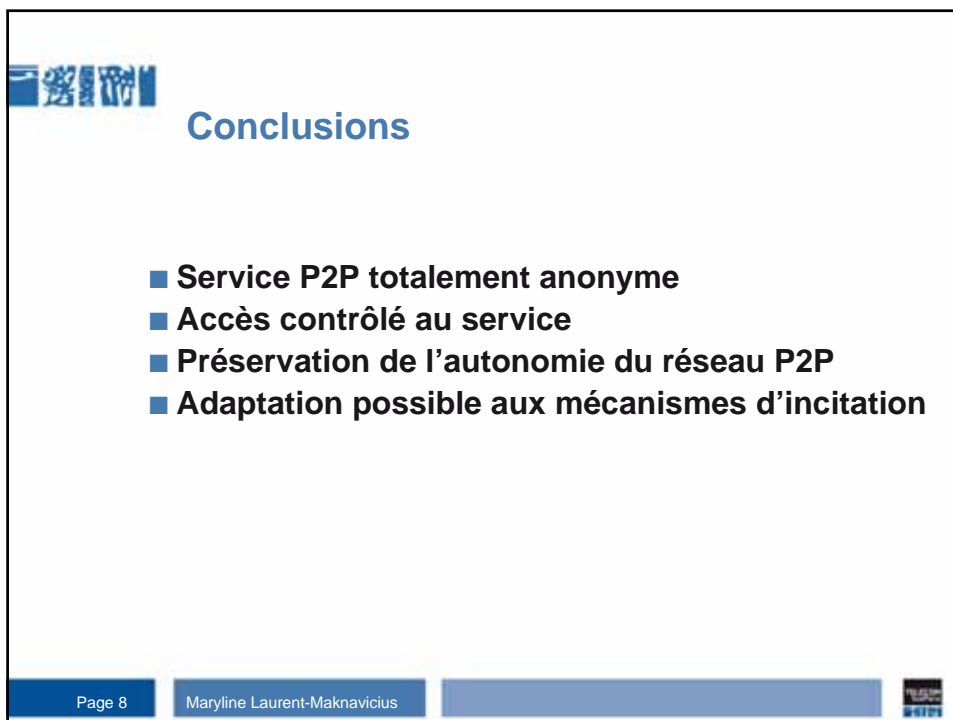 Conclusions
Service P2P totalement anonyme
Accès contrôlé au service
Préservation de l’autonomie du réseau P2P
Adaptation possible aux mécanismes d’incitation
Page 8
Maryline Laurent-Maknavicius